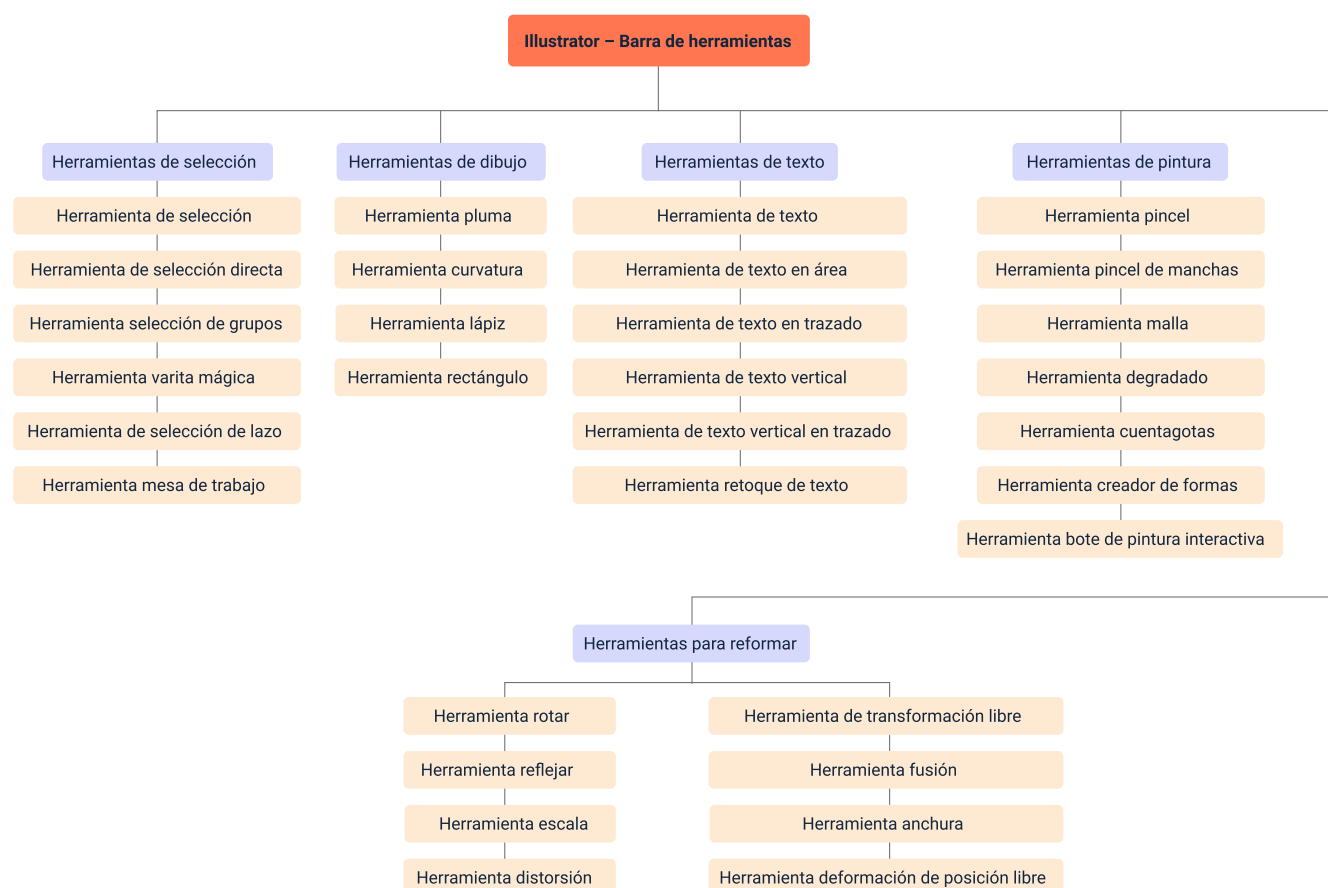 Illustrator – Barra de herramientas
Herramientas de selección
Herramienta de selección
Herramienta de selección directa
Herramienta selección de grupos
Herramienta varita mágica
Herramienta de selección de lazo
Herramienta mesa de trabajo
Herramientas de dibujo
Herramienta pluma
Herramienta curvatura
Herramienta lápiz
Herramienta rectángulo
Herramientas de texto
Herramienta de texto
Herramienta de texto en área
Herramienta de texto en trazado
Herramienta de texto vertical
Herramienta de texto vertical en trazado
Herramienta retoque de texto
Herramientas de pintura
Herramienta pincel
Herramienta pincel de manchas
Herramienta malla
Herramienta degradado
Herramienta cuentagotas
Herramienta creador de formas
Herramienta bote de pintura interactiva
Herramientas para reformar
Herramienta rotar
Herramienta reflejar
Herramienta escala
Herramienta distorsión
Herramienta de transformación libre
Herramienta fusión
Herramienta anchura
Herramienta deformación de posición libre